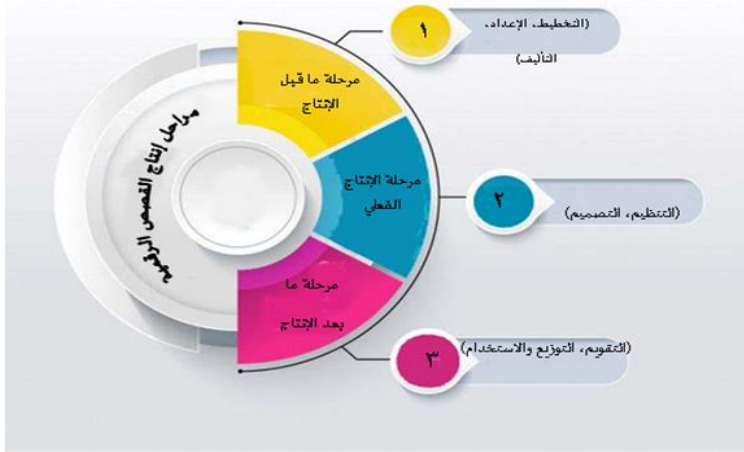 مراحل إنتاج القصص الرقمية
١
(التخطيط، الإعداد،
التأليف)
مرحلة ما قبل
الإنتاج
٢
(التنظيم، التصميم)
مرحلة الإنتاج
الفعلي
٣
(التقويم، التوزيع والاستخدام)
مرحلة ما
بعد الإنتاج